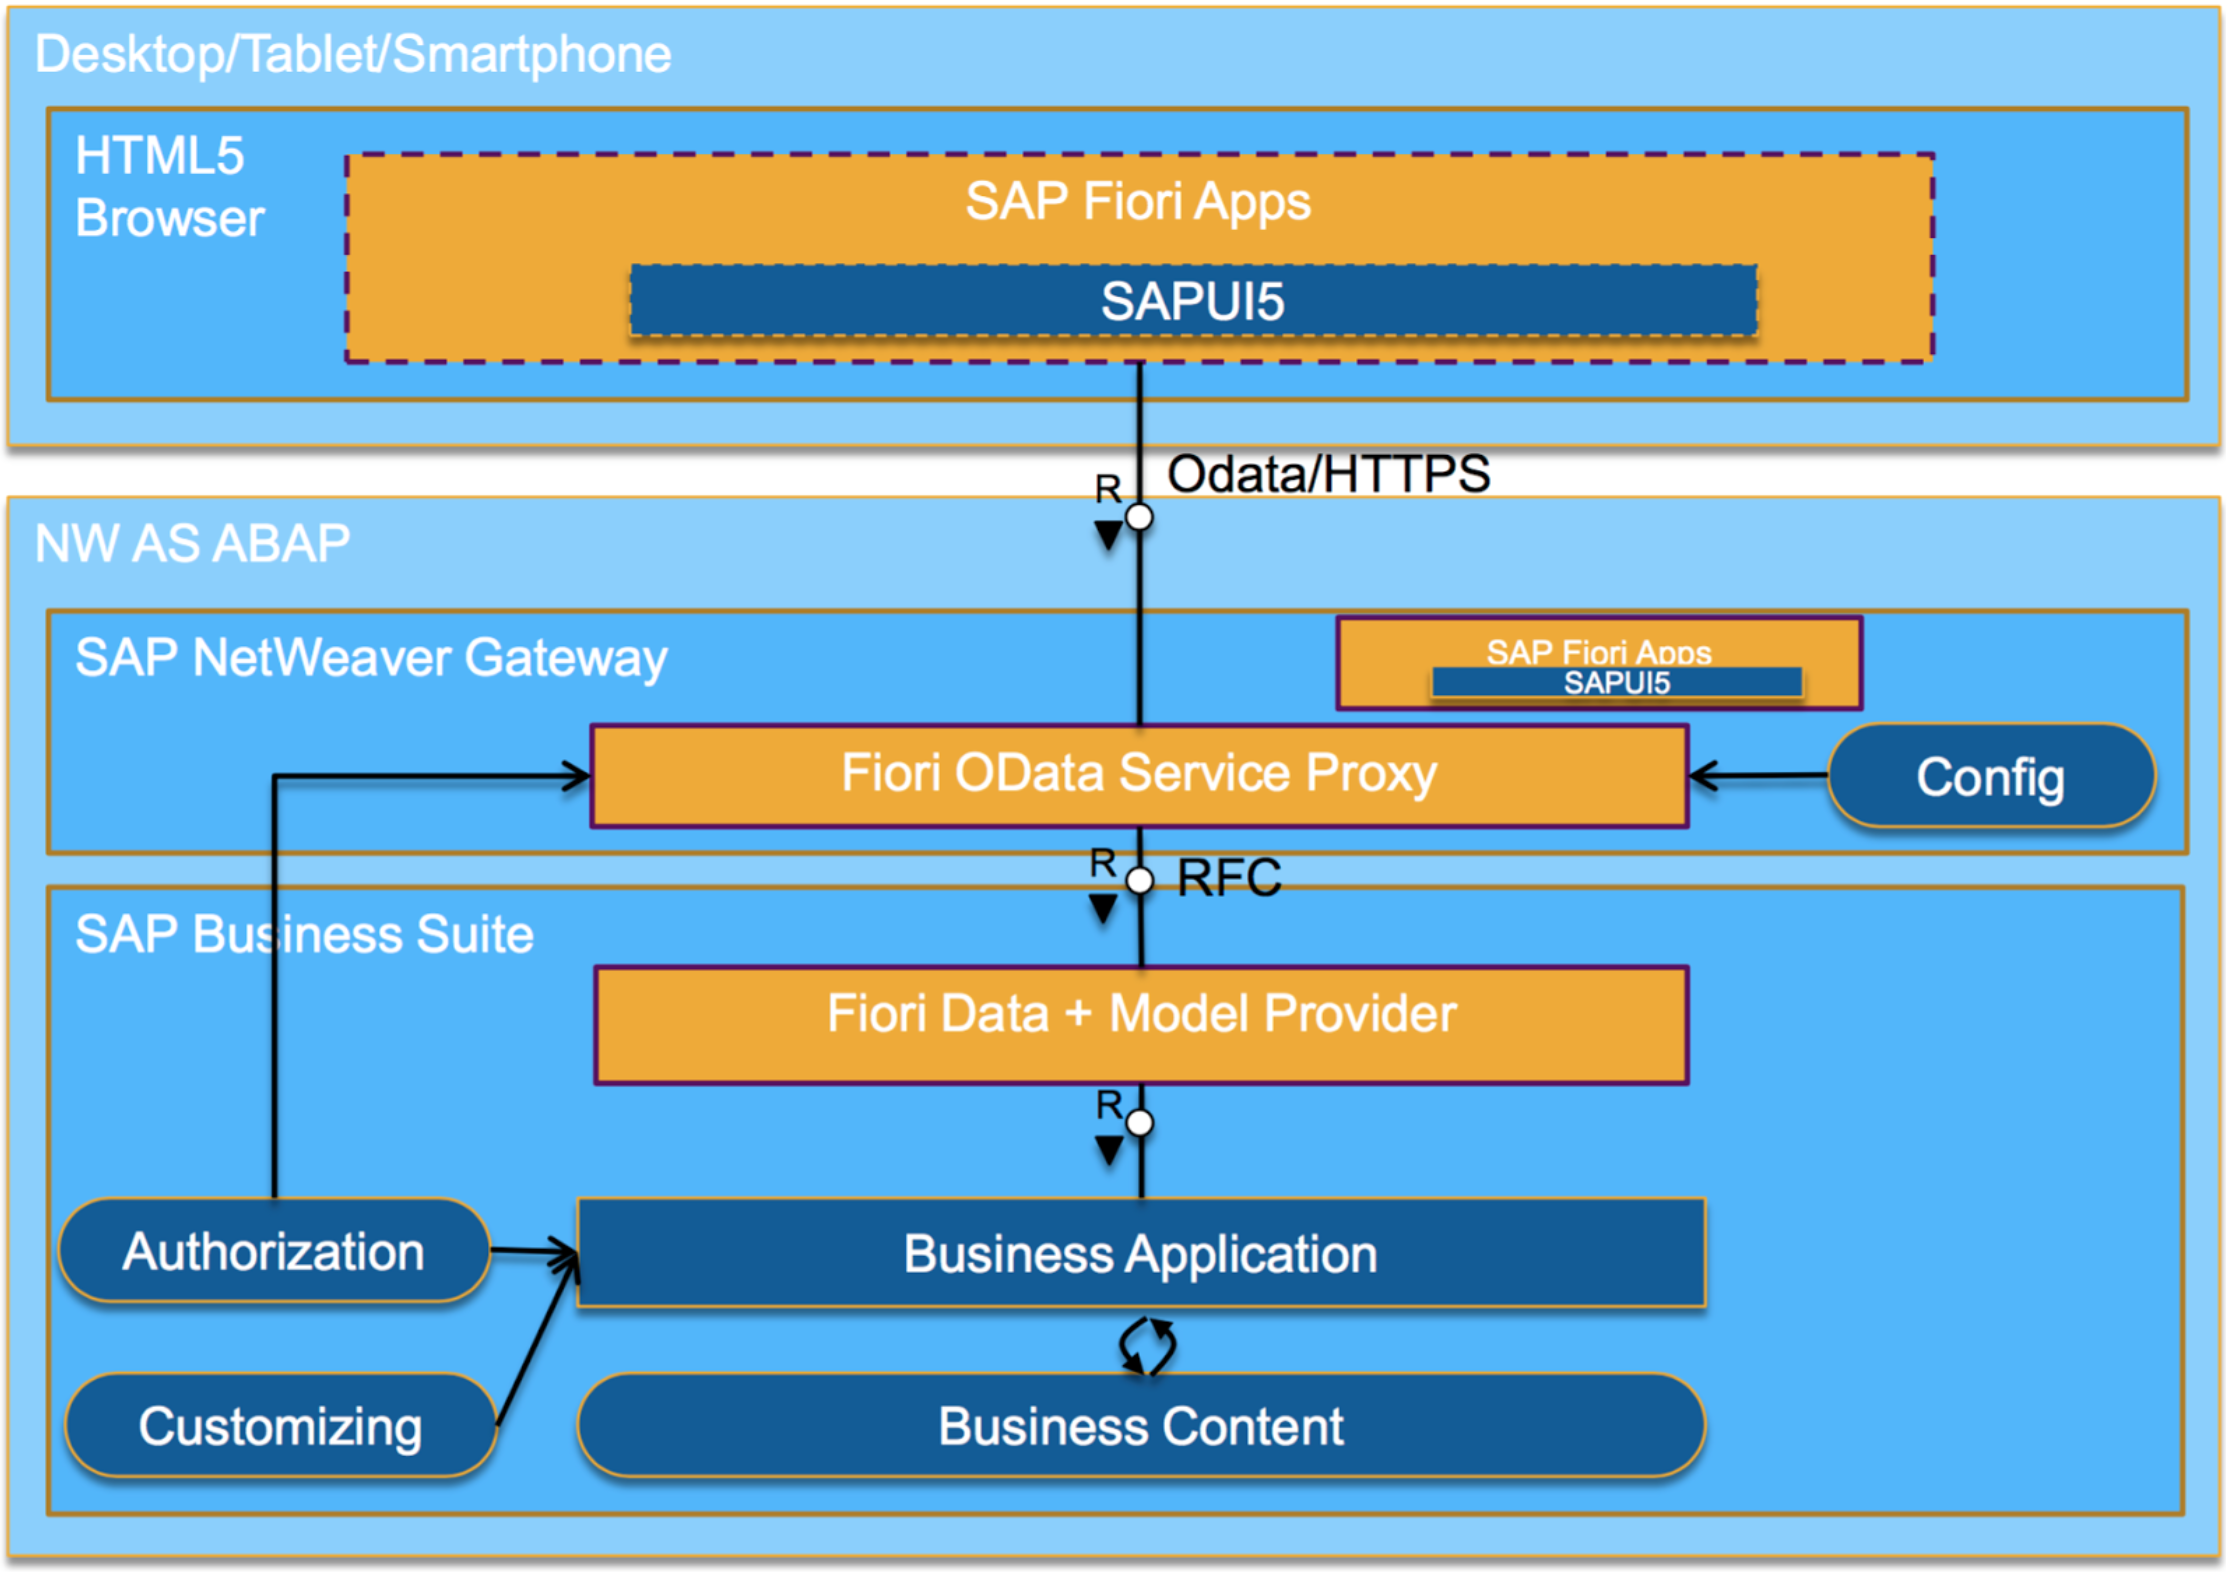 Desktop/Tablet/Smartphone
HTML5
Browser
SAP Fiori Apps
SAPUI5
Odata/HTTPS
R
NW AS ABAP
SAP NetWeaver Gateway
SAP Fiori Apps
SAPUI5
Fiori OData Service Proxy
Config
R
RFC
SAP Business Suite
Fiori Data + Model Provider
R
Authorization
Business Application
Customizing
Business Content